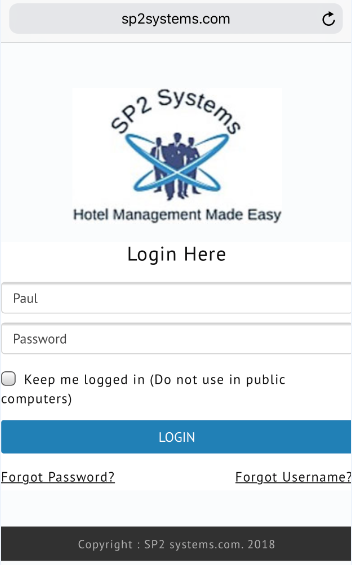 sp2systems.com
SP2 Systems
Hotel Management Made Easy
Login Here
Paul
Password
Keep me logged in (Do not use in public
computers)
LOGIN
Forgot Password? Forgot Username?
Copyright : SP2 systems.com. 2018